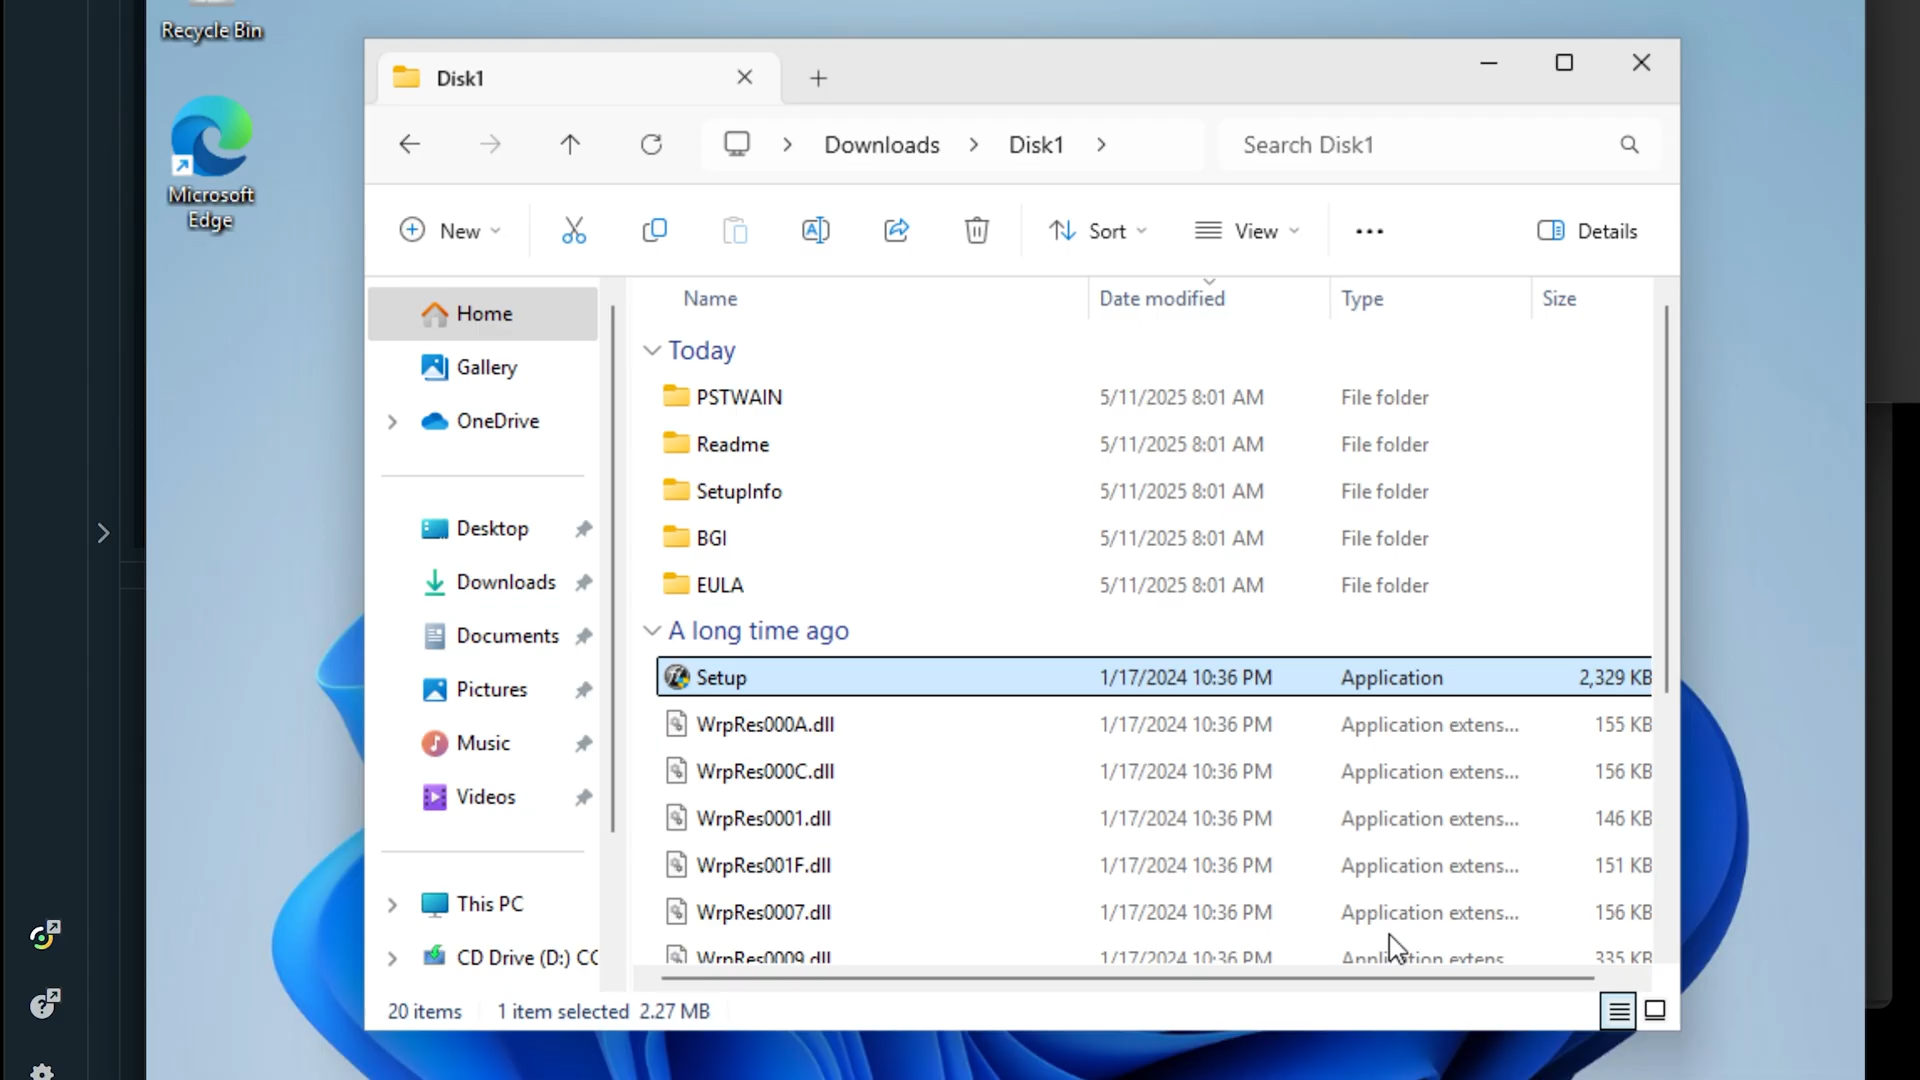 Recycle Bin
Microsoft
Edge
Disk1
Downloads
Disk1
Search Disk1
New
Sort
View
Details
Name
Date modified
Type
Size
Home
Gallery
OneDrive
Desktop
Downloads
Documents
Pictures
Music
Videos
This PC
CD Drive (D:) CC
Today
PSTWAIN 5/11/2025 8:01 AM File folder
Readme 5/11/2025 8:01 AM File folder
SetupInfo 5/11/2025 8:01 AM File folder
BGI 5/11/2025 8:01 AM File folder
EULA 5/11/2025 8:01 AM File folder
A long time ago
Setup 1/17/2024 10:36 PM Application 2,329 KB
WrpRes000A.dll 1/17/2024 10:36 PM Application extens... 155 KB
WrpRes000C.dll 1/17/2024 10:36 PM Application extens... 156 KB
WrpRes0001.dll 1/17/2024 10:36 PM Application extens... 146 KB
WrpRes001F.dll 1/17/2024 10:36 PM Application extens... 151 KB
WrpRes0007.dll 1/17/2024 10:36 PM Application extens... 156 KB
WrpRes0009.dll 1/17/2024 10:36 PM Application extens 335 KB
20 items
1 item selected 2.27 MB